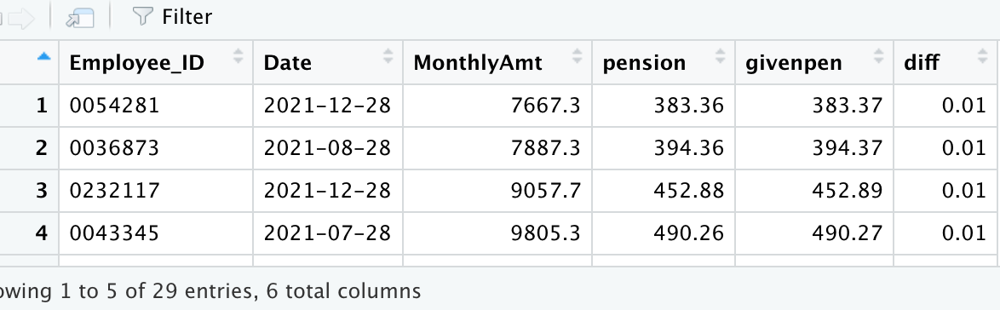 Filter
Employee_ID Date MonthlyAmt pension givenpen diff
1 0054281 2021-12-28 7667.3 383.36 383.37 0.01
2 0036873 2021-08-28 7887.3 394.36 394.37 0.01
3 0232117 2021-12-28 9057.7 452.88 452.89 0.01
4 0043345 2021-07-28 9805.3 490.26 490.27 0.01
owing 1 to 5 of 29 entries, 6 total columns